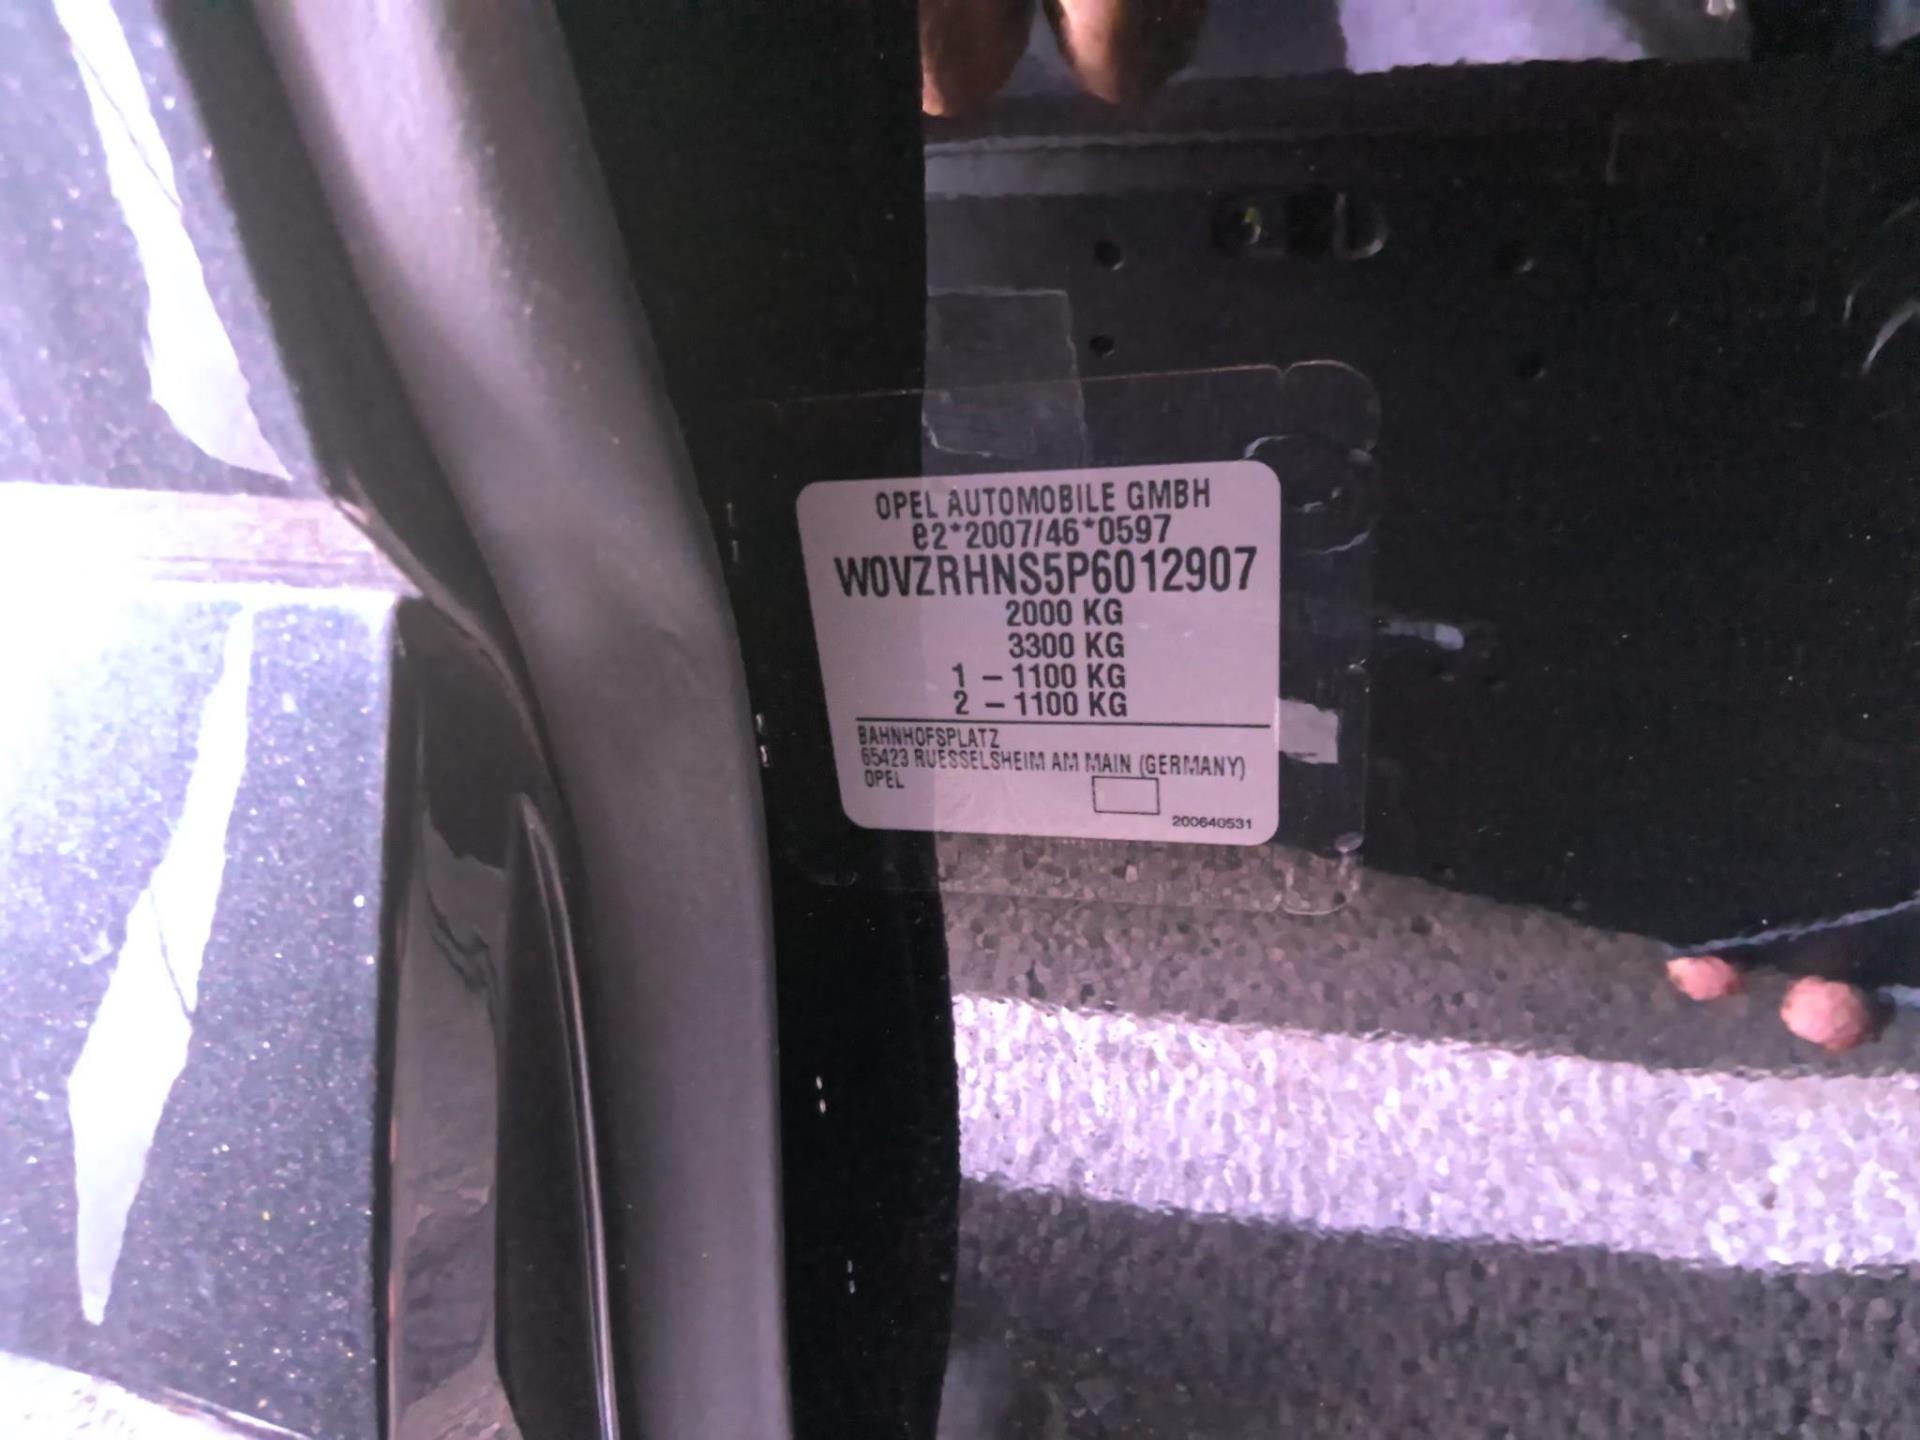 OPEL AUTOMOBILE GMBH
e2*2007/46*0597
W0VZRHNS5P6012907
2000 KG
3300 KG
1 – 1100 KG
2 – 1100 KG
BAHNHOFSPLATZ
65423 RUESSELSHEIM AM MAIN (GERMANY)
OPEL
200640531